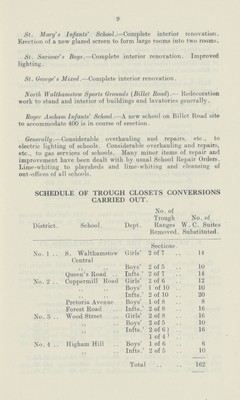 9
St. Mary's Infants' School.—Complete interior renovation.
Erection of a new glazed screen to form large rooms into two rooms.
St. Saviour's Boys.—Complete interior renovation. Improved
lighting.
St. George's Mixed.—Complete interior renovation.
North Walthamstow Sports Grounds (Billet Road).— Redecoration
work to stand and interior of buildings and lavatories generally.
Roger Ascham Infants' School.—A new school on Billet Road site
to accommodate 400 is in course of erection.
Generally.—Considerable overhauling and repairs, etc., to
electric lighting of schools. Considerable overhauling and repairs,
etc., to gas services of schools. Many minor items of repair and
improvement have been dealt with by usual School Repair Orders.
Lime-whiting to playsheds and lime-whiting and cleansing of
out-offices of all schools.
SCHEDULE OF TROUGH CLOSETS CONVERSIONS
CARRIED OUT.
District. School. Dept. No. of Trough Ranges Removed. No. of W. C. Suites Substituted.
Sections.
No. 1 .. S. Walthamstow Central Girls' 2 of 7 .. 14
Boys' 2 of 5 .. 10
Queen's Road .. Infts.' 2 of 7 .. 14
No. 2 .. Coppermill Road Girls' 2 of 6 .. 12
,, ,, Boys' 1 of 10 .. 10
,, ,, Infts.' 2 of 10 .. 20
Pretoria Avenue Boys' 1 of 8 .. 8
Forest Road Infts.' 2 of 8 .. 16
No. 3 .. Wood Street Girls' 2 of 8 .. 16
,, Boys' 2 of 5 .. 10
,, Infts.' 2 of 6 } 16
1 of 4 }
No. 4 .. Higham Hill Boys' 1 of 6 .. 6
,, Infts.' 2 of 5 .. 10
Total .. .. 162